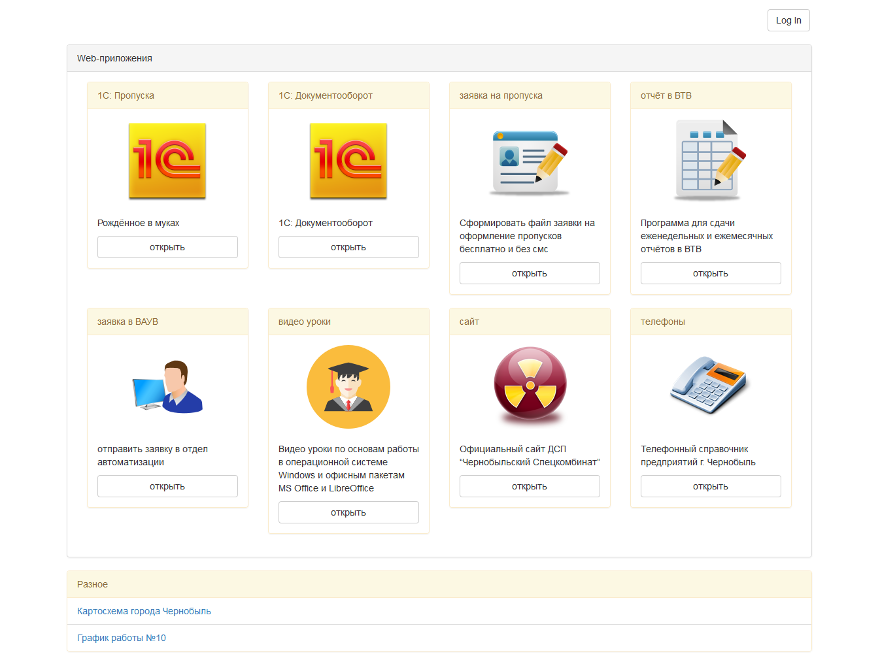 Log In
Web-приложения
1С: Пропуска
1С: Документооборот
заявка на пропуска
отчёт в ВТВ
1С
1С
Рождённое в муках
1С: Документооборот
Сформировать файл заявки на
оформление пропусков
бесплатно и без смс
Программа для сдачи
еженедельных и ежемесячных
отчётов в ВТВ
открыть
открыть
открыть
открыть
заявка в ВАУВ
видео уроки
сайт
телефоны
отправить заявку в отдел
автоматизации
Видео уроки по основам работы
в операционной системе
Windows и офисным пакетам
MS Office и LibreOffice
Официальный сайт ДСП
"Чернобыльский Спецкомбинат"
Телефонный справочник
предприятий г. Чернобыль
открыть
открыть
открыть
открыть
Разное
Картосхема города Чернобыль
График работы №10